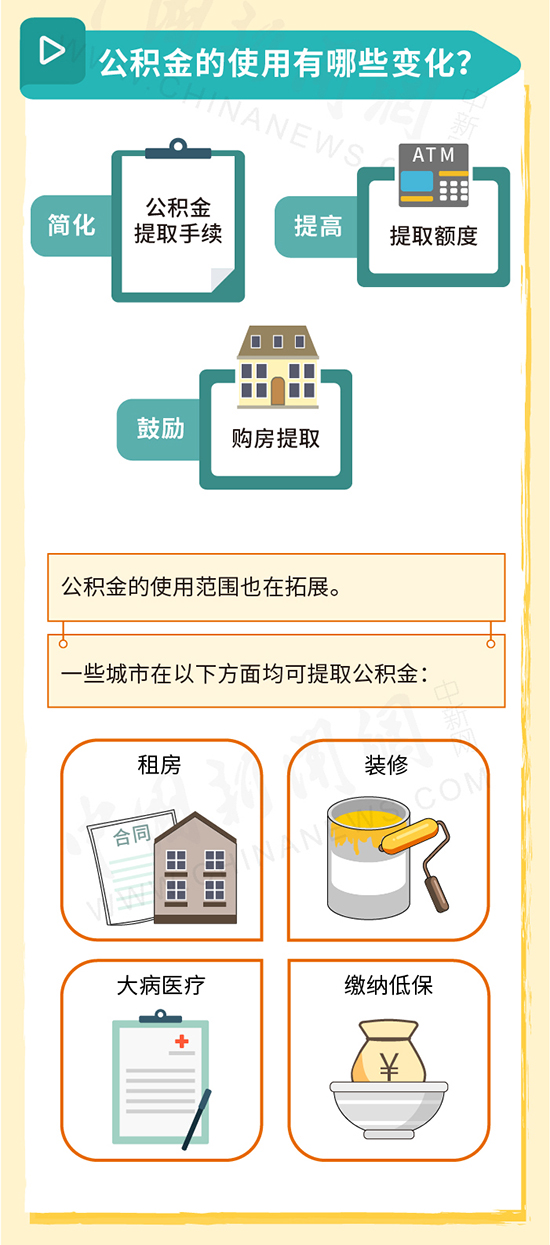 公积金的使用有哪些变化?
简化
公积金
提取手续
提高
ATM
提取额度
鼓励
购房提取
公积金的使用范围也在拓展。
一些城市在以下方面均可提取公积金：
租房
合同
装修
大病医疗
缴纳低保
¥
中新网
WWW.CHINANEWS.COM